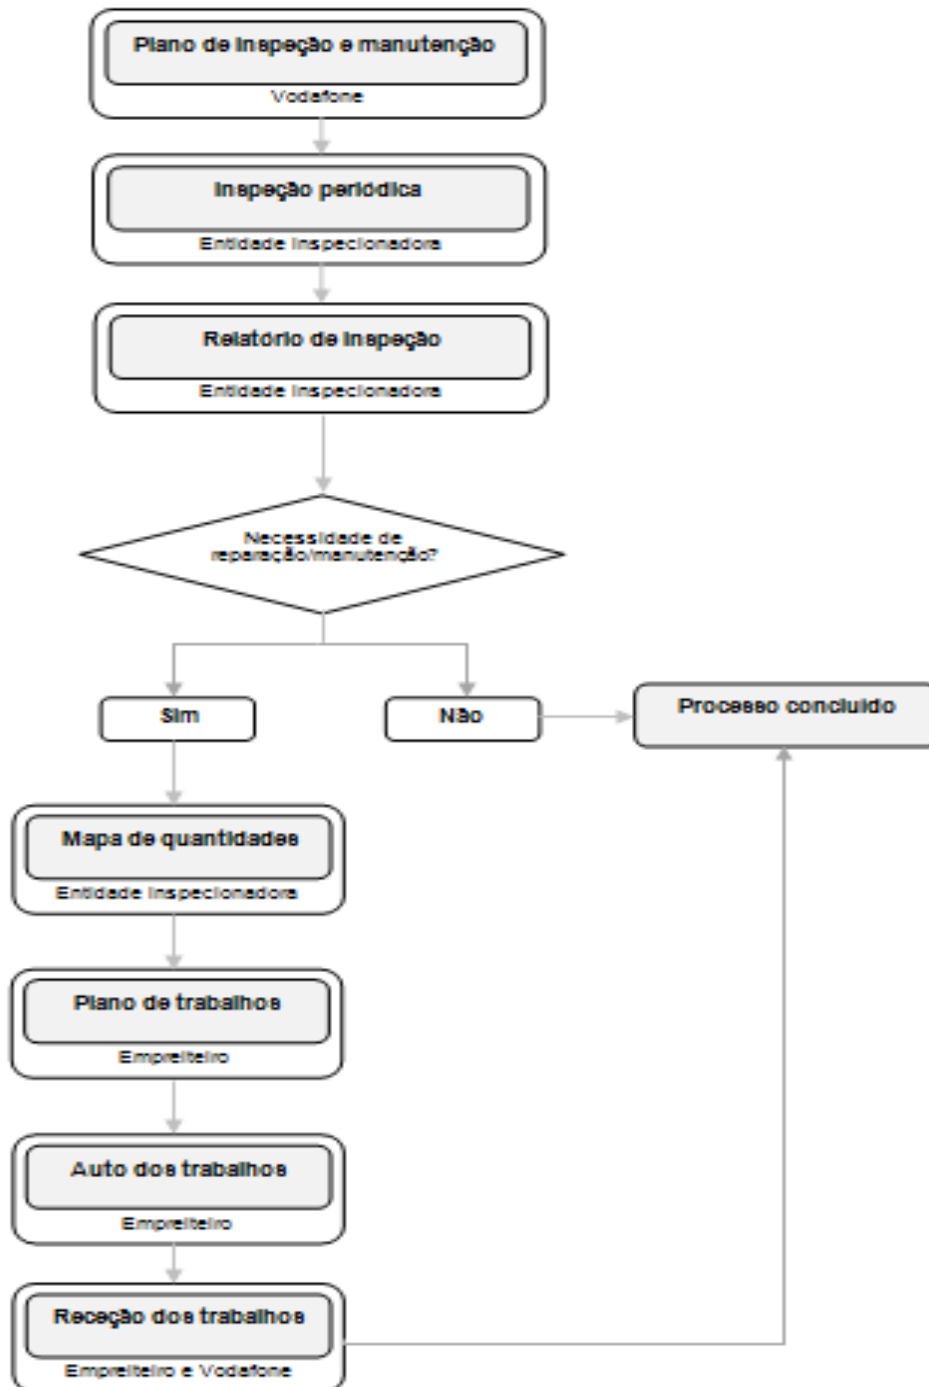 Plano de inspeção e manutenção
Vodafone
Inspeção periódica
Entidade Inspecionadora
Relatório de inspeção
Entidade Inspecionadora
Necessidade de
reparação/manutenção?
Sim
Não
Processo concluído
Mapa de quantidades
Entidade Inspecionadora
Plano de trabalhos
Empreiteiro
Auto dos trabalhos
Empreiteiro
Receção dos trabalhos
Empreiteiro e Vodafone